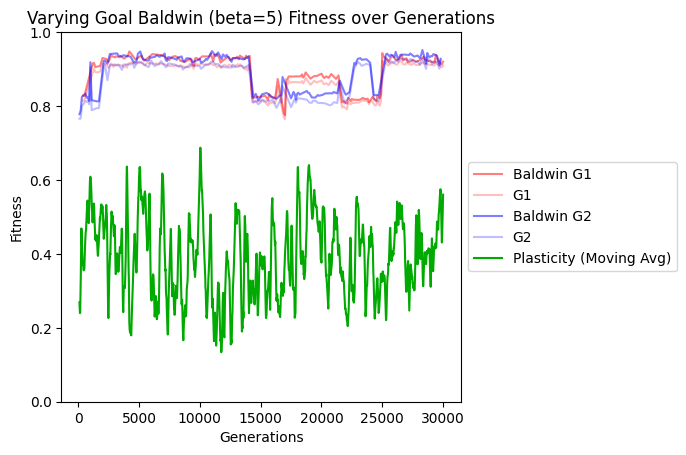 Varying Goal Baldwin (beta=5) Fitness over Generations
1.0
0.8
0.6
0.4
0.2
0.0
Fitness
0 5000 10000 15000 20000 25000 30000
Generations
Baldwin G1
G1
Baldwin G2
G2
Plasticity (Moving Avg)